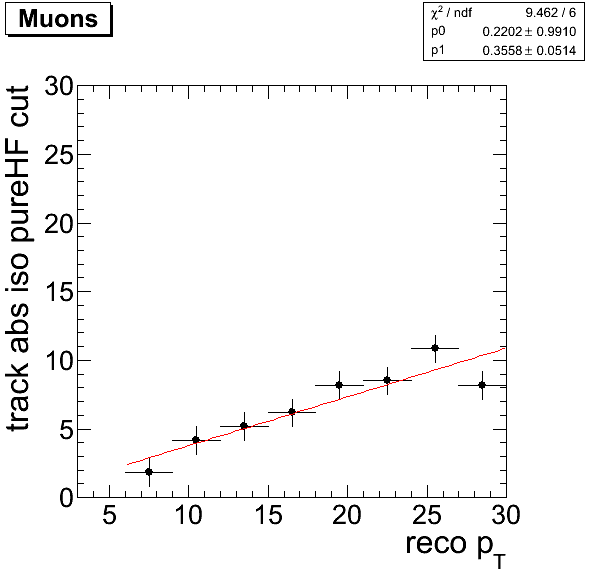 Muons
χ² / ndf 9.462 / 6
p0 0.2202 ± 0.9910
p1 0.3558 ± 0.0514
track abs iso pureHF cut
30
25
20
15
10
5
0
5 10 15 20 25 30
reco p_T